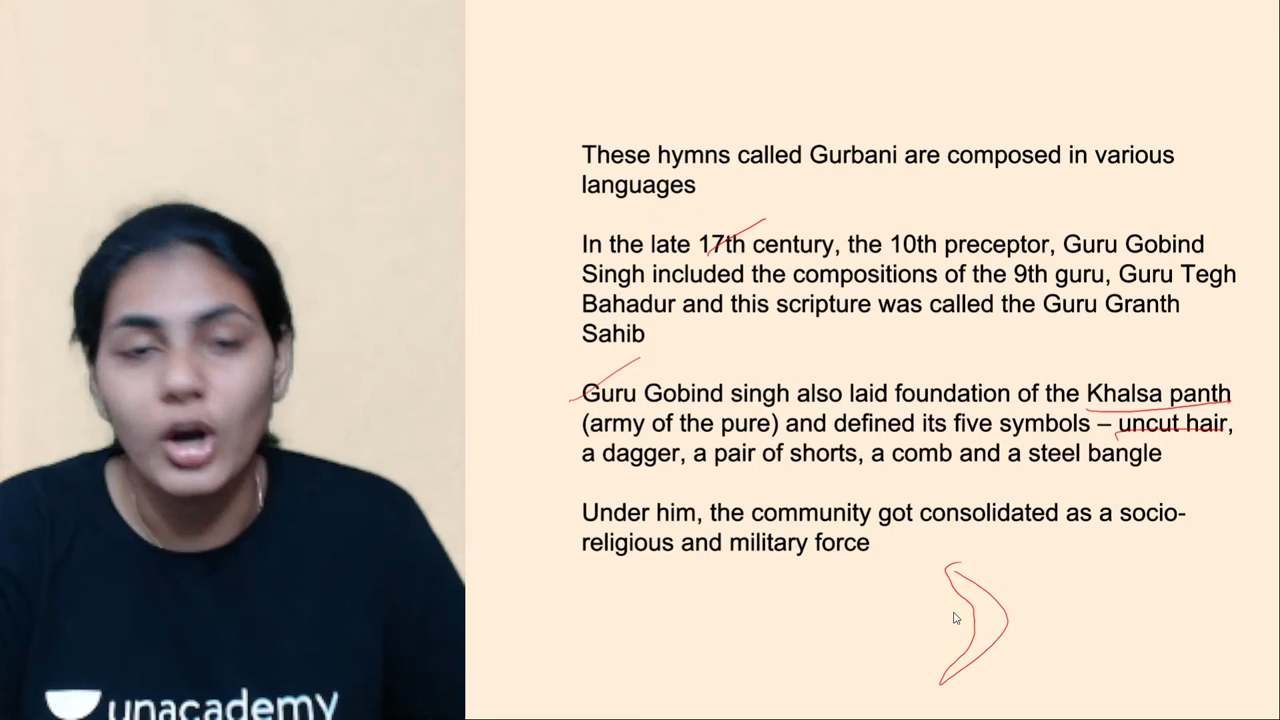 These hymns called Gurbani are composed in various
languages
In the late 17th century, the 10th preceptor, Guru Gobind
Singh included the compositions of the 9th guru, Guru Tegh
Bahadur and this scripture was called the Guru Granth
Sahib
Guru Gobind singh also laid foundation of the Khalsa panth
(army of the pure) and defined its five symbols – uncut hair,
a dagger, a pair of shorts, a comb and a steel bangle
Under him, the community got consolidated as a socio-
religious and military force
unacademy